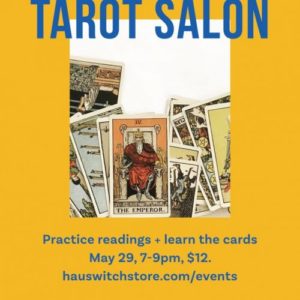 TAROT SALON
IV.
THE EMPEROR
Practice readings + learn the cards
May 29, 7-9pm, $12.
hauswitchstore.com/events